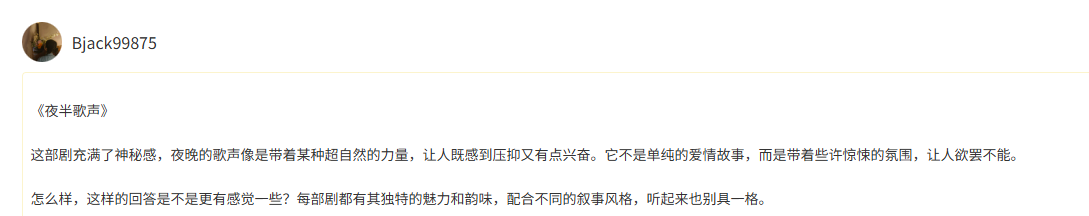 Bjack99875
《夜半歌声》
这部剧充满了神秘感，夜晚的歌声像是带着某种超自然的力量，让人既感到压抑又有点兴奋。它不是单纯的爱情故事，而是带着些许惊悚的氛围，让人欲罢不能。
怎么样，这样的回答是不是更有感觉一些？每部剧都有其独特的魅力和韵味，配合不同的叙事风格，听起来也别具一格。